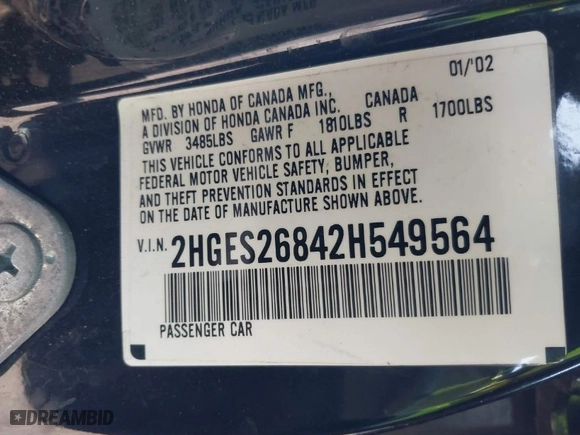 01/'02
MFD. BY HONDA OF CANADA MFG.,
A DIVISION OF HONDA CANADA INC. CANADA
GVWR 3485LBS GAWR F 1810LBS R 1700LBS
THIS VEHICLE CONFORMS TO ALL APPLICABLE
FEDERAL MOTOR VEHICLE SAFETY, BUMPER,
AND THEFT PREVENTION STANDARDS IN EFFECT
ON THE DATE OF MANUFACTURE SHOWN ABOVE.
V.I.N. 2HGES26842H549564
PASSENGER CAR
DREAMBID